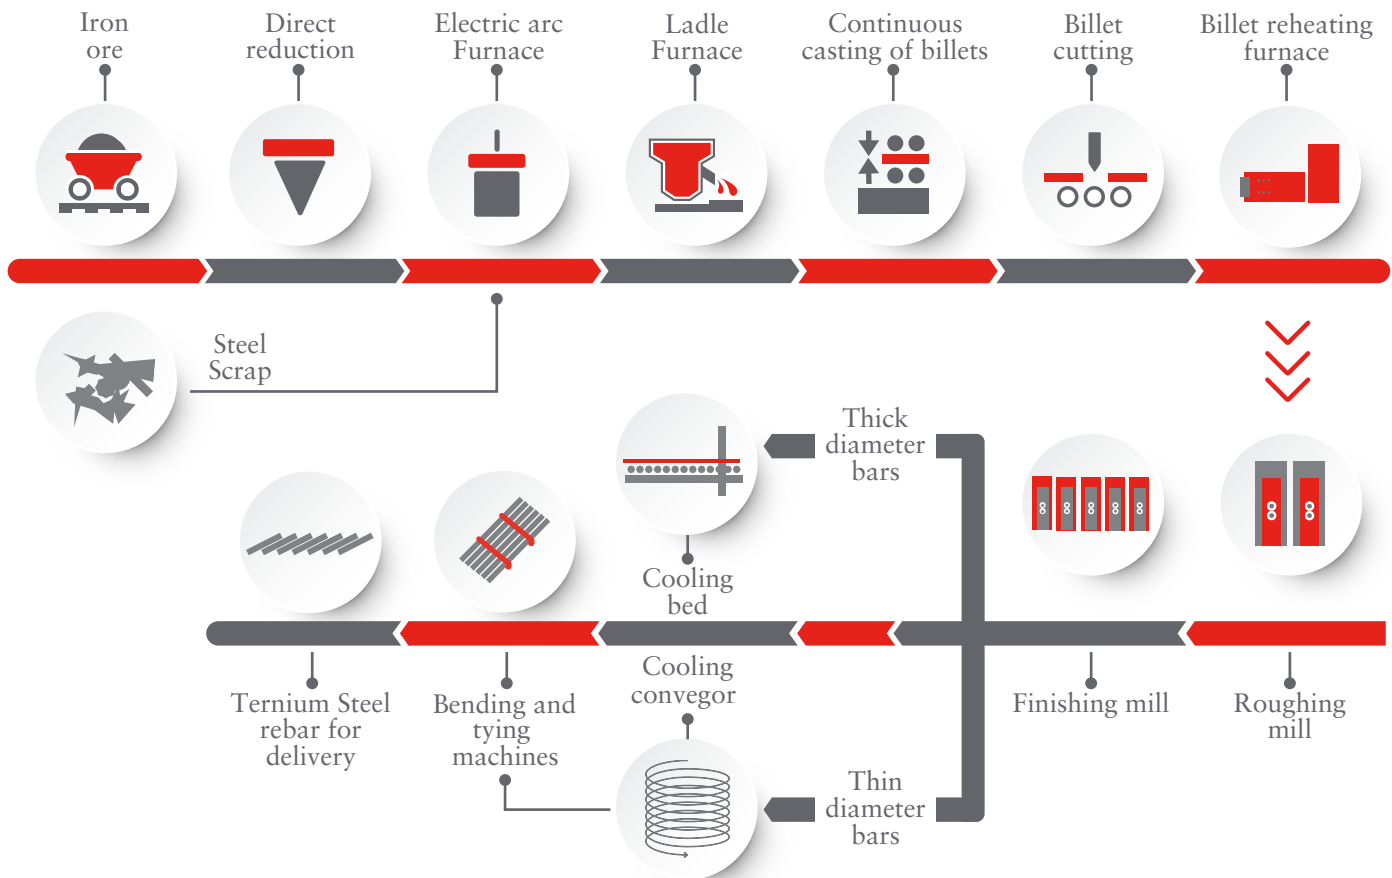 Iron
ore
Direct
reduction
Electric arc
Furnace
Ladle
Furnace
Continuous
casting of billets
Billet
cutting
Billet reheating
furnace
Steel
Scrap
Thick
diameter
bars
Cooling
bed
Cooling
convegor
Ternium Steel
rebar for
delivery
Bending and
tying
machines
Finishing mill
Roughing
mill
Thin
diameter
bars